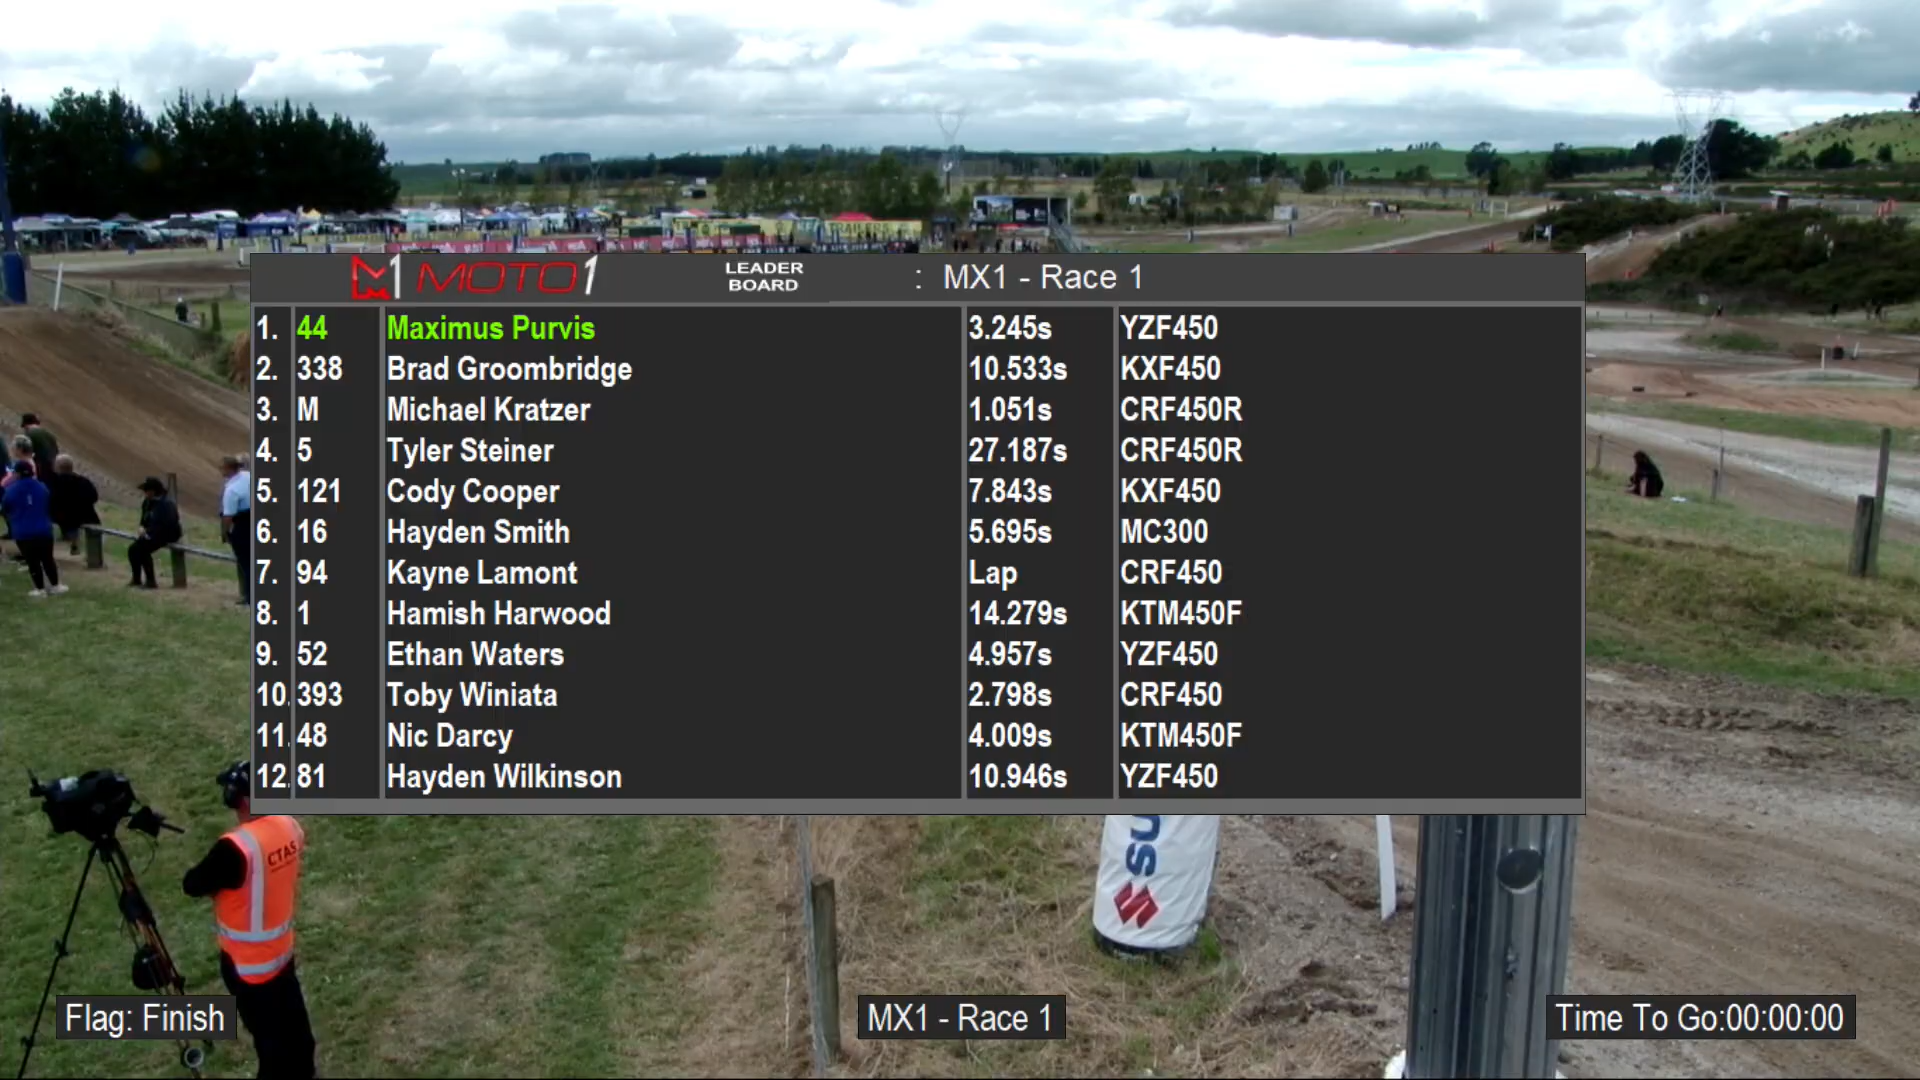 M1 MOTO1 LEADER BOARD : MX1 - Race 1
1. 44 Maximus Purvis 3.245s YZF450
2. 338 Brad Groombridge 10.533s KXF450
3. M Michael Kratzer 1.051s CRF450R
4. 5 Tyler Steiner 27.187s CRF450R
5. 121 Cody Cooper 7.843s KXF450
6. 16 Hayden Smith 5.695s MC300
7. 94 Kayne Lamont Lap CRF450
8. 1 Hamish Harwood 14.279s KTM450F
9. 52 Ethan Waters 4.957s YZF450
10. 393 Toby Winiata 2.798s CRF450
11. 48 Nic Darcy 4.009s KTM450F
12. 81 Hayden Wilkinson 10.946s YZF450
SU
CTAS
Flag: Finish
MX1 - Race 1
Time To Go:00:00:00